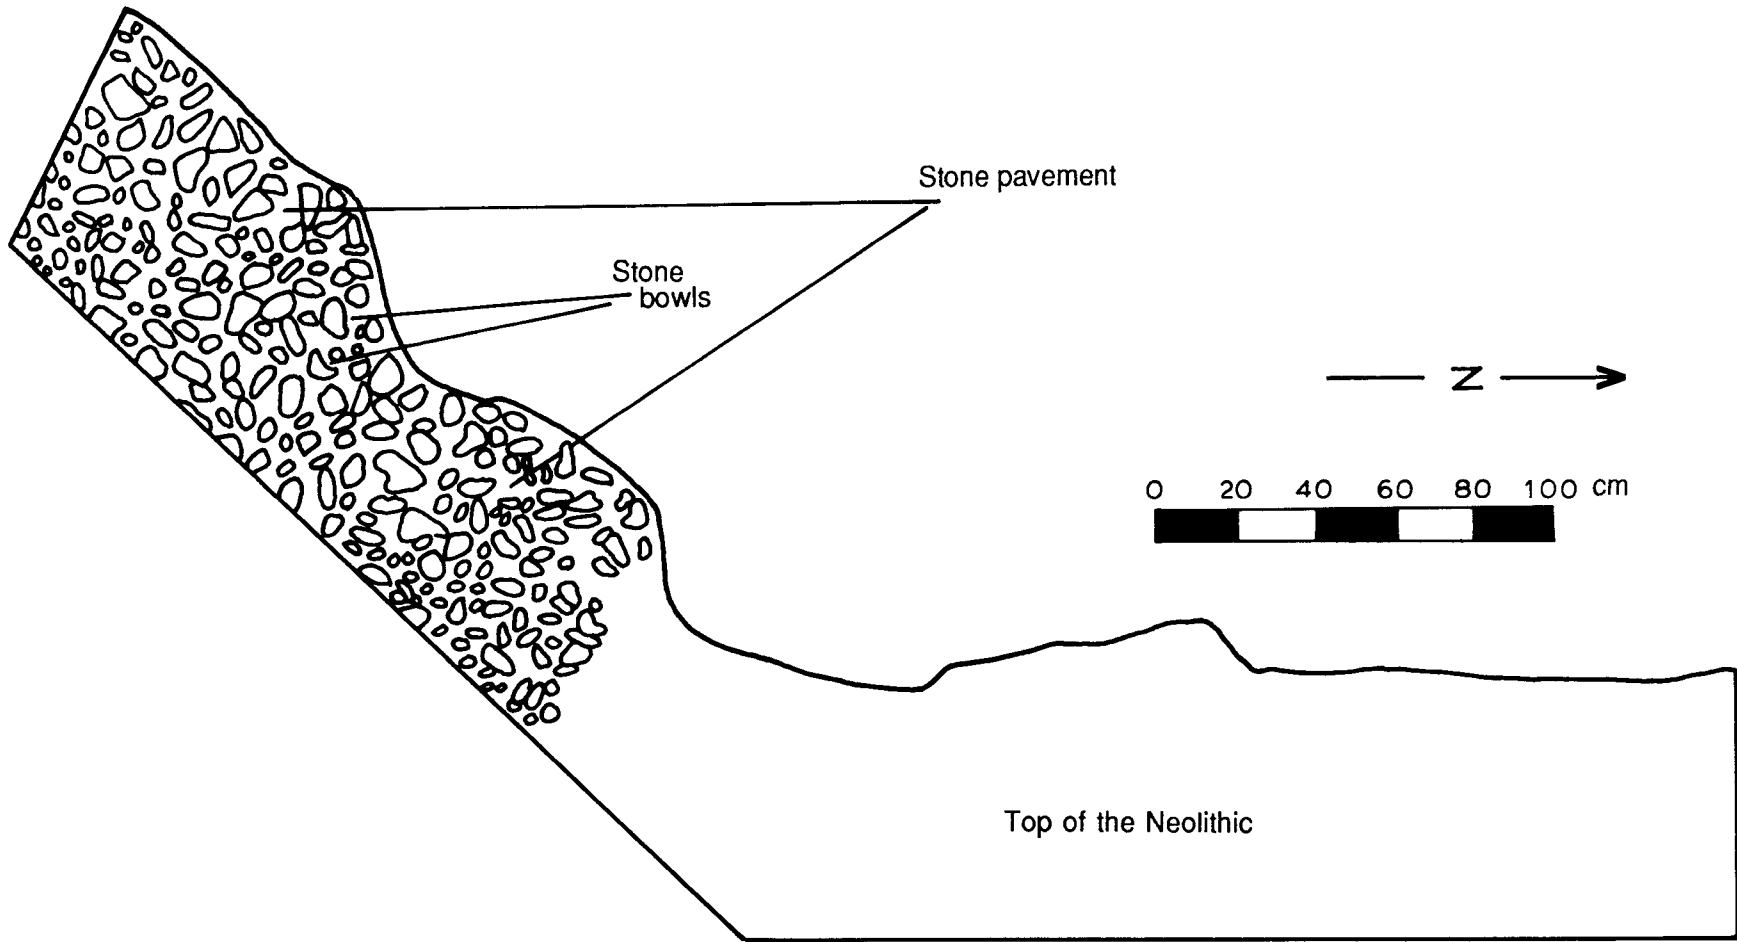 Stone pavement
Stone
bowls
N
0 20 40 60 80 100 cm
Top of the Neolithic